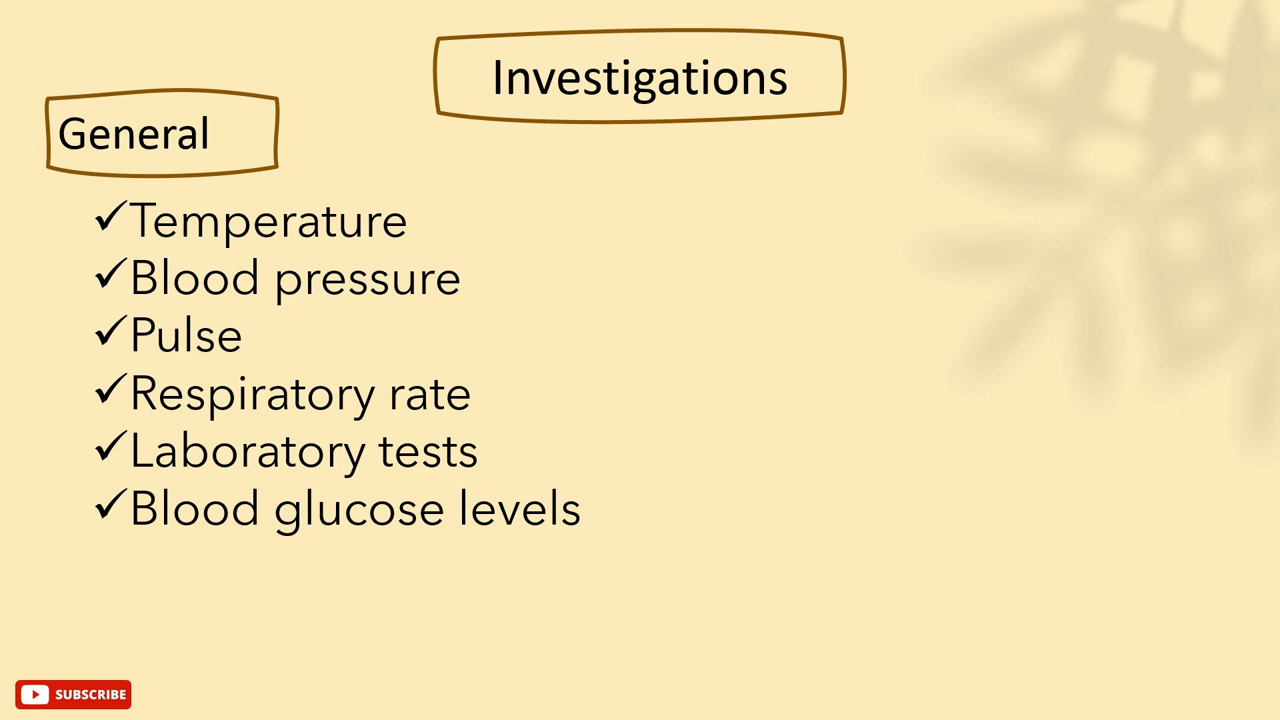 Investigations
General
✓Temperature
✓Blood pressure
✓Pulse
✓Respiratory rate
✓Laboratory tests
✓Blood glucose levels
SUBSCRIBE